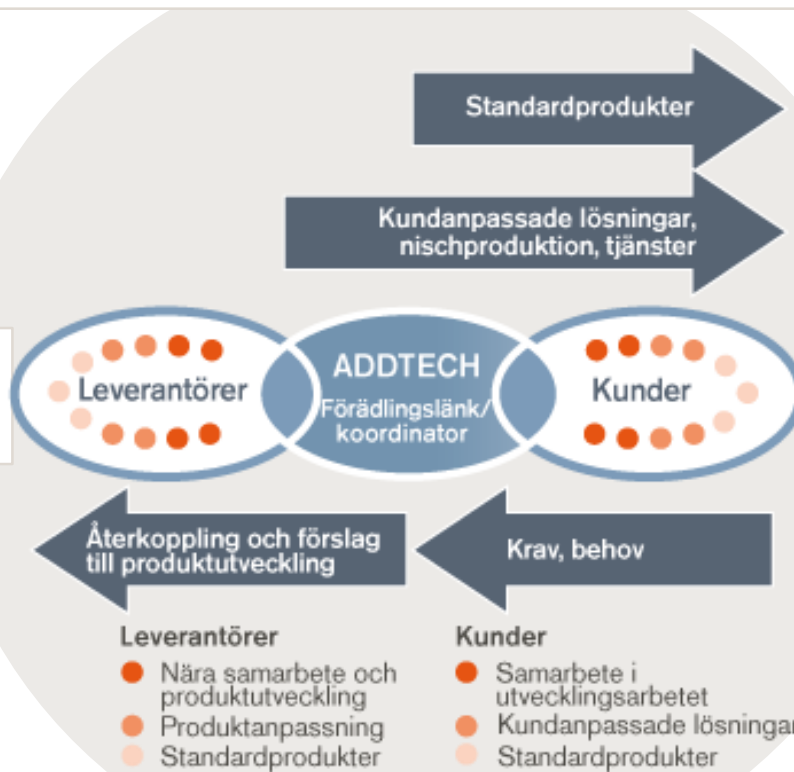 Standardprodukter
Kundanpassade lösningar,
nischproduktion, tjänster
Leverantörer
ADDTECH
Förädlingslänk/
koordinator
Kunder
Återkoppling och förslag
till produktutveckling
Krav, behov
Leverantörer
Nära samarbete och
produktutveckling
Produktanpassning
Standardprodukter
Kunder
Samarbete i
utvecklingsarbetet
Kundanpassade lösningar
Standardprodukter